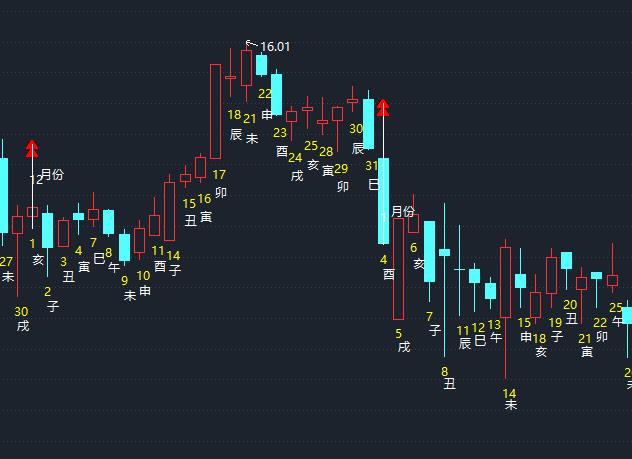 16.01
12月份
1月份
27
未
30
戌
1
亥
2
子
3
丑
4
寅
7
巳
8
午
9
未
10
申
11
酉
14
子
15
丑
16
寅
17
卯
18
辰
21
未
22
申
23
酉
24
戌
25
亥
28
寅
29
卯
30
辰
31
巳
4
酉
5
戌
6
亥
7
子
8
丑
11
辰
12
巳
13
午
14
未
15
申
18
亥
19
子
20
丑
21
寅
22
卯
25
午